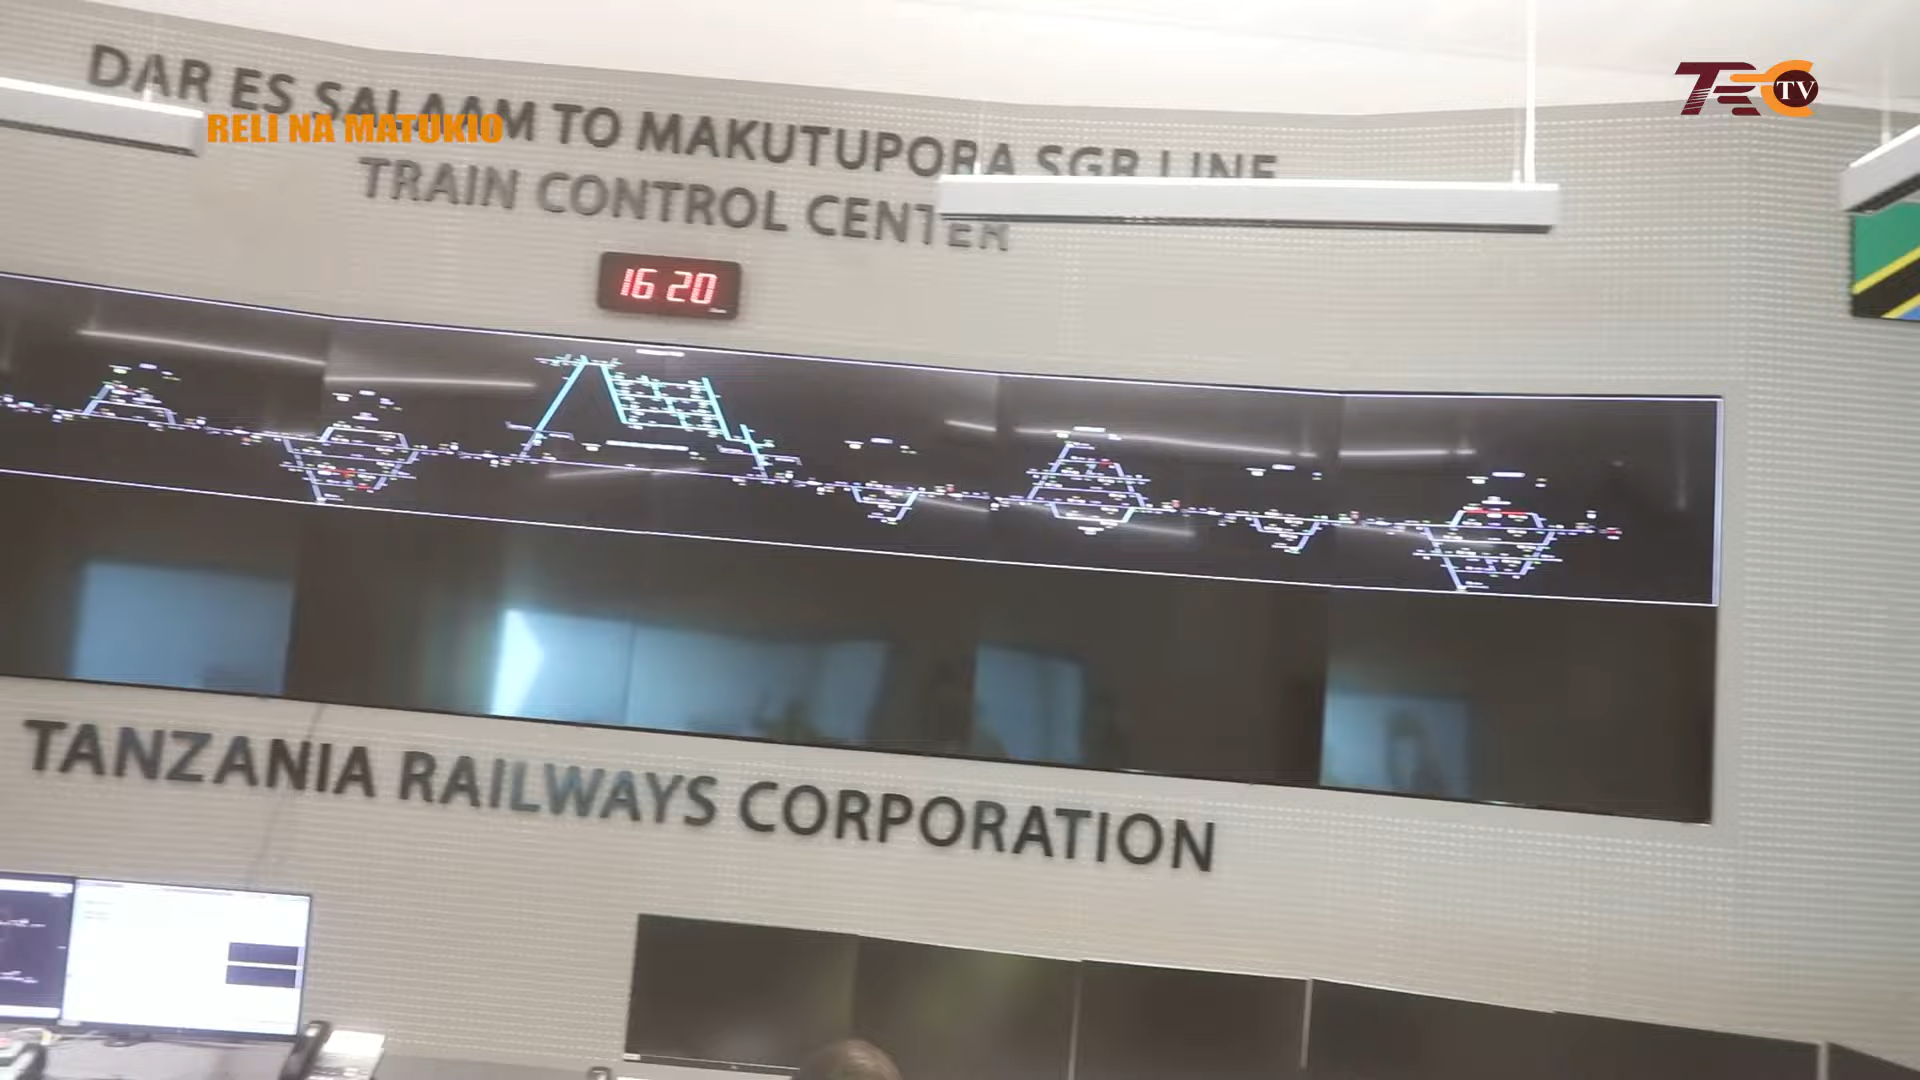 DAR ES SALAAM TO MAKUTUPORA SGR LINE
TRAIN CONTROL CENTER
RELI NA MATUKIO
TRC TV
16 20
TANZANIA RAILWAYS CORPORATION